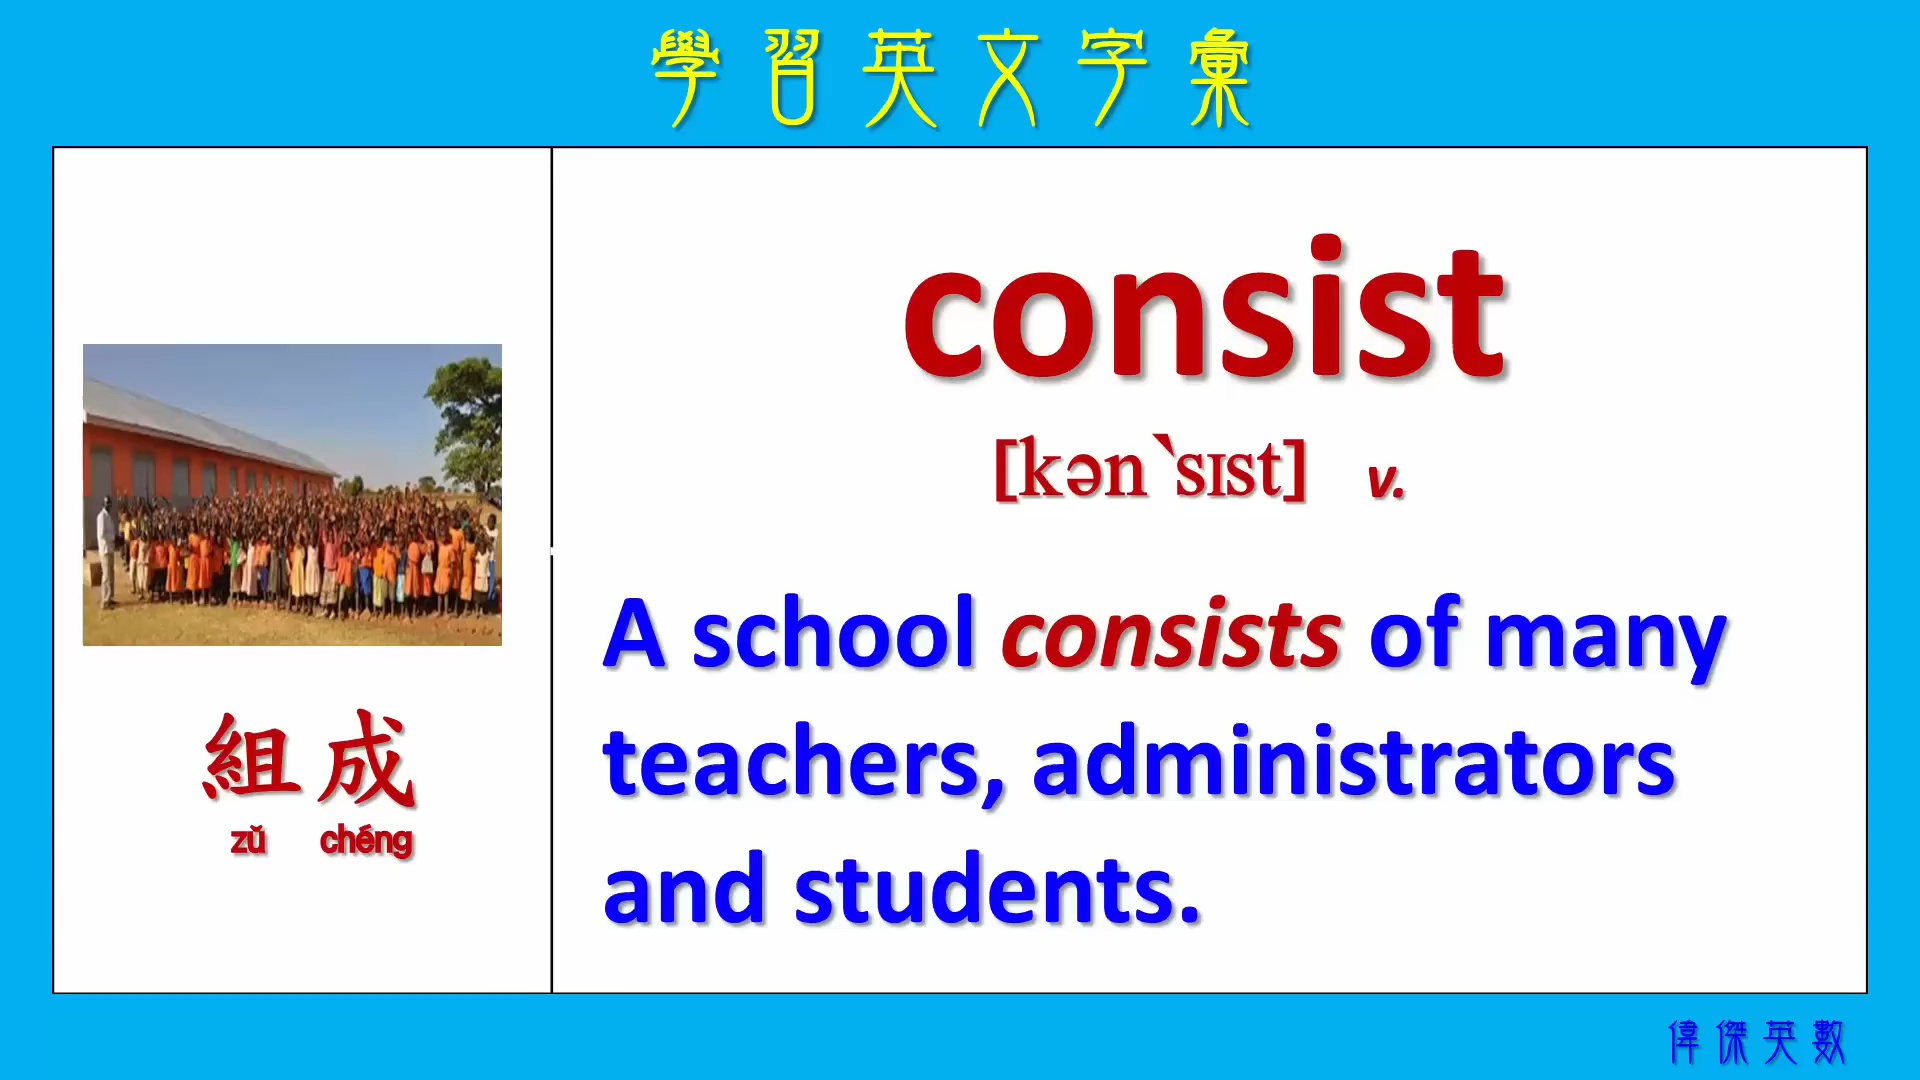 學習英文字彙
consist
[kən`sɪst] v.
A school consists of many
teachers, administrators
and students.
組成
zǔ chéng
偉傑英數